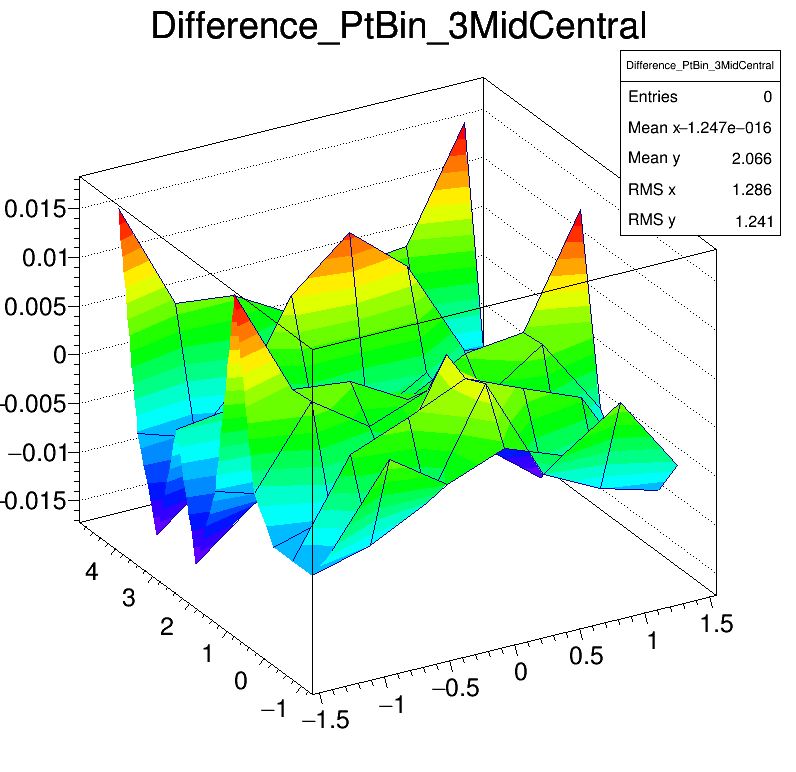 Difference_PtBin_3MidCentral
Difference_PtBin_3MidCentral
Entries 0
Mean x −1.247e−016
Mean y 2.066
RMS x 1.286
RMS y 1.241
0.015
0.01
0.005
0
−0.005
−0.01
−0.015
4
3
2
1
0
−1
−1.5
−1
−0.5
0
0.5
1
1.5